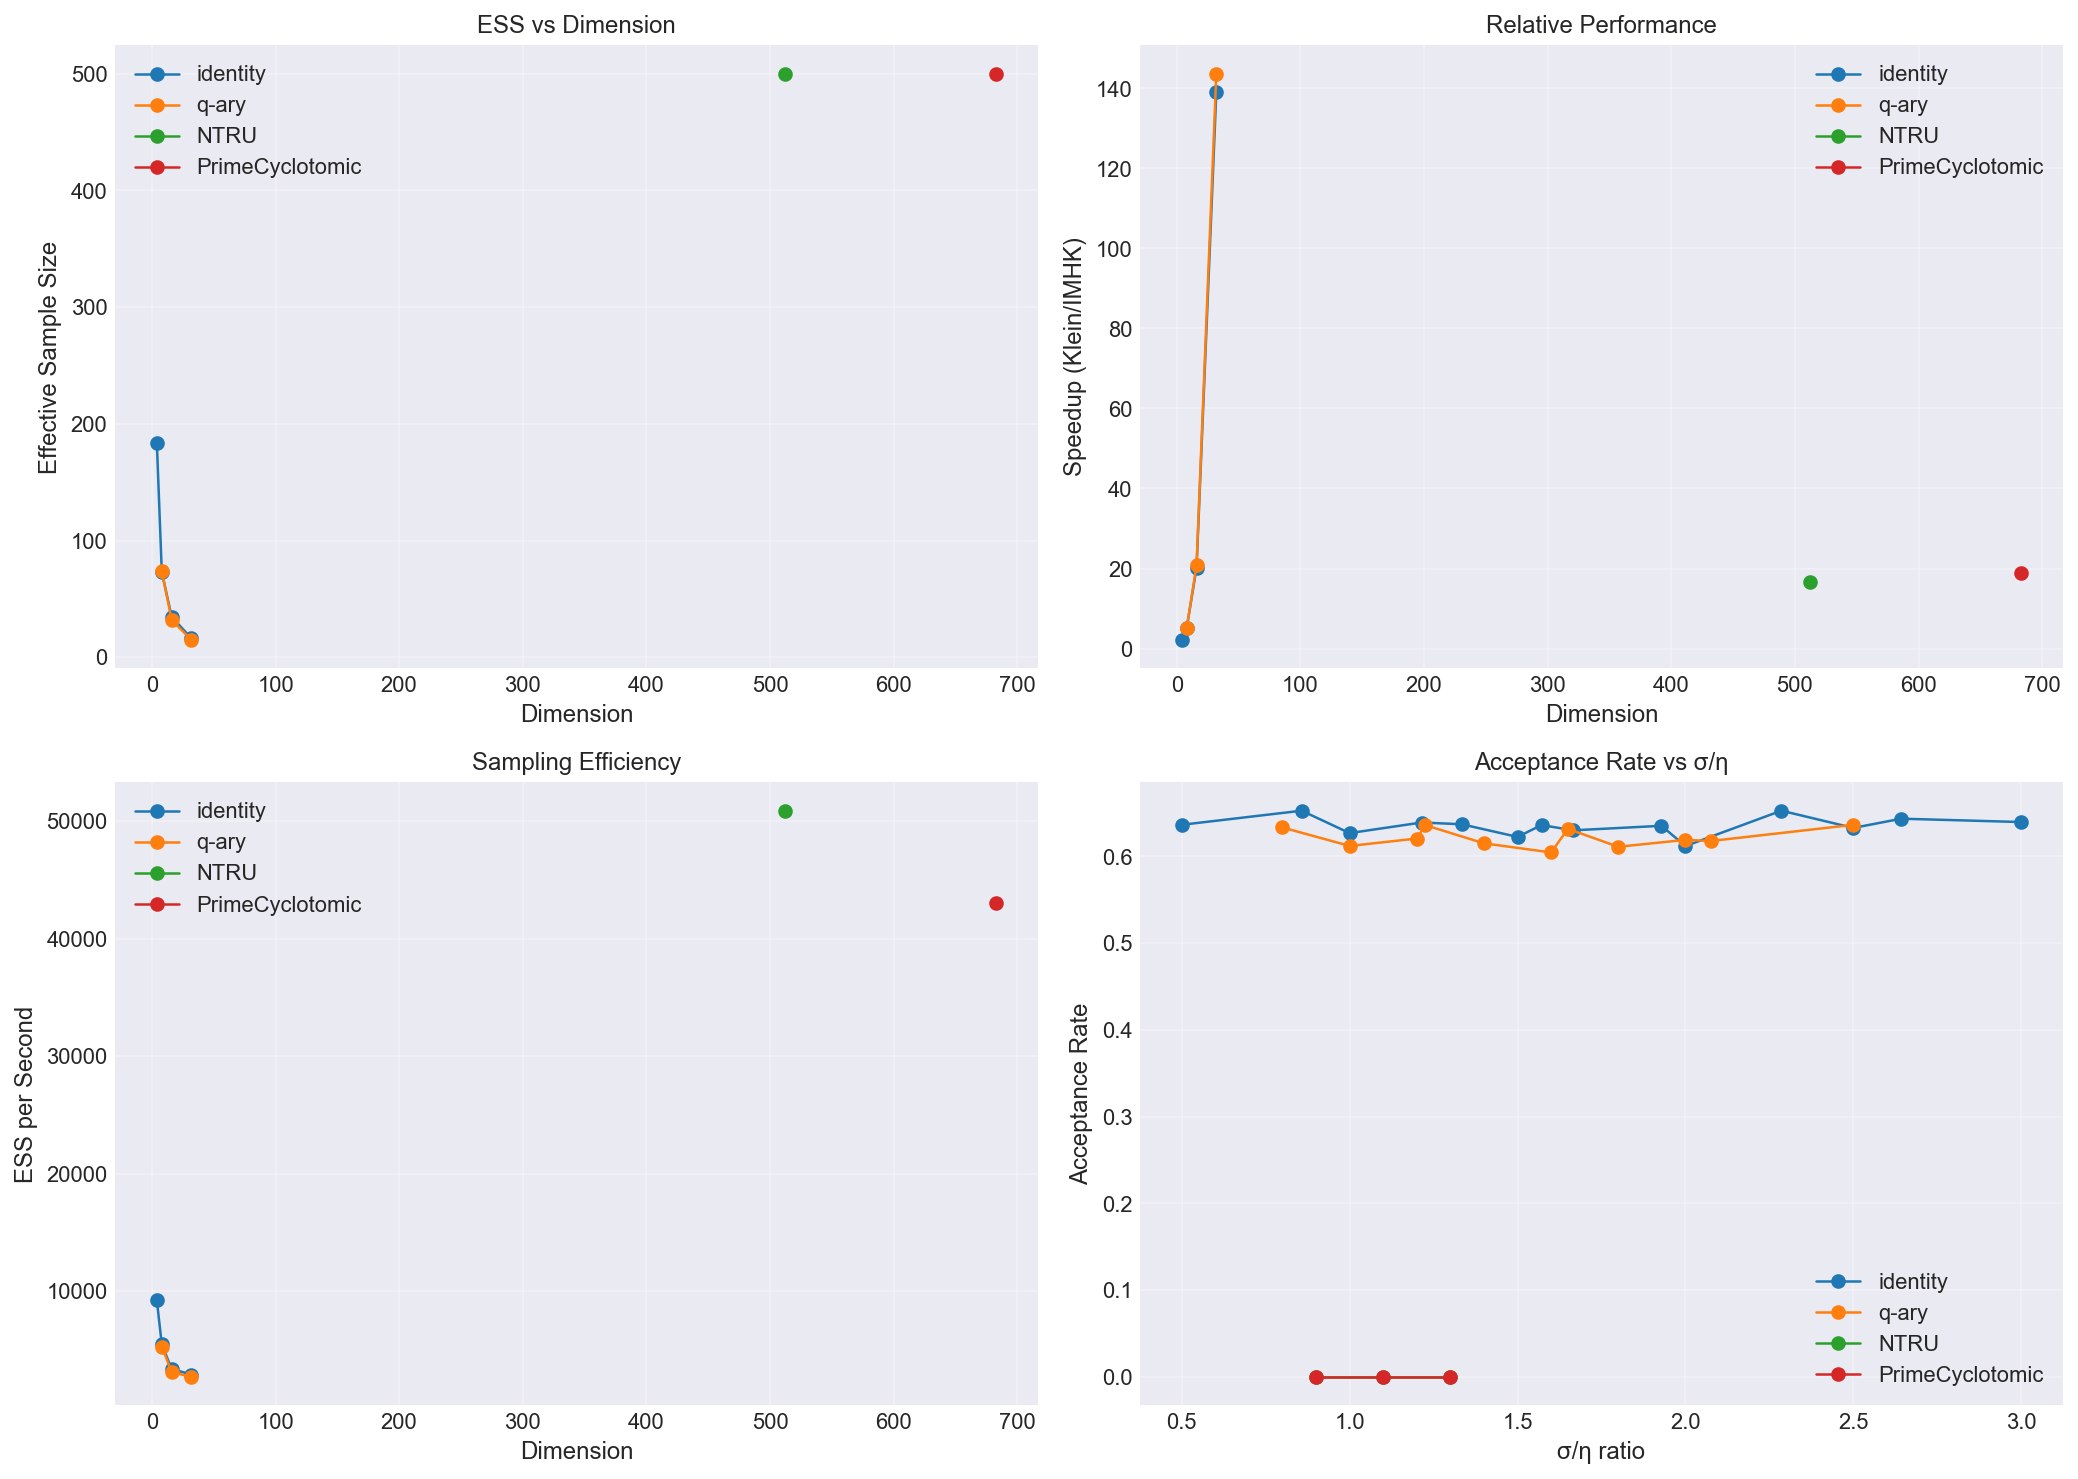 ESS vs Dimension
Effective Sample Size
500
400
300
200
100
0
identity
q-ary
NTRU
PrimeCyclotomic
0 100 200 300 400 500 600 700
Dimension
Relative Performance
Speedup (Klein/IMHK)
140
120
100
80
60
40
20
0
identity
q-ary
NTRU
PrimeCyclotomic
0 100 200 300 400 500 600 700
Dimension
Sampling Efficiency
ESS per Second
50000
40000
30000
20000
10000
identity
q-ary
NTRU
PrimeCyclotomic
0 100 200 300 400 500 600 700
Dimension
Acceptance Rate vs σ/η
Acceptance Rate
0.6
0.5
0.4
0.3
0.2
0.1
0.0
identity
q-ary
NTRU
PrimeCyclotomic
0.5 1.0 1.5 2.0 2.5 3.0
σ/η ratio